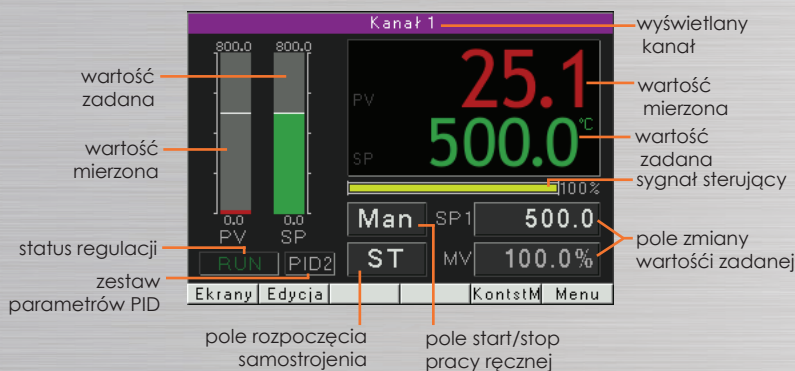 Kanał 1
wyświetlany
kanał
800.0 800.0
wartość
zadana
wartość
mierzona
PV
25.1
wartość
mierzona
°C
SP
500.0
wartość
zadana
sygnał sterujący
100%
0.0 0.0
PV SP
Man SP1 500.0
status regulacji
RUN PID2
ST MV 100.0%
pole zmiany
wartośći zadanej
zestaw
parametrów PID
Ekrany Edycja KontstM Menu
pole rozpoczęcia
samostrojenia
pole start/stop
pracy ręcznej